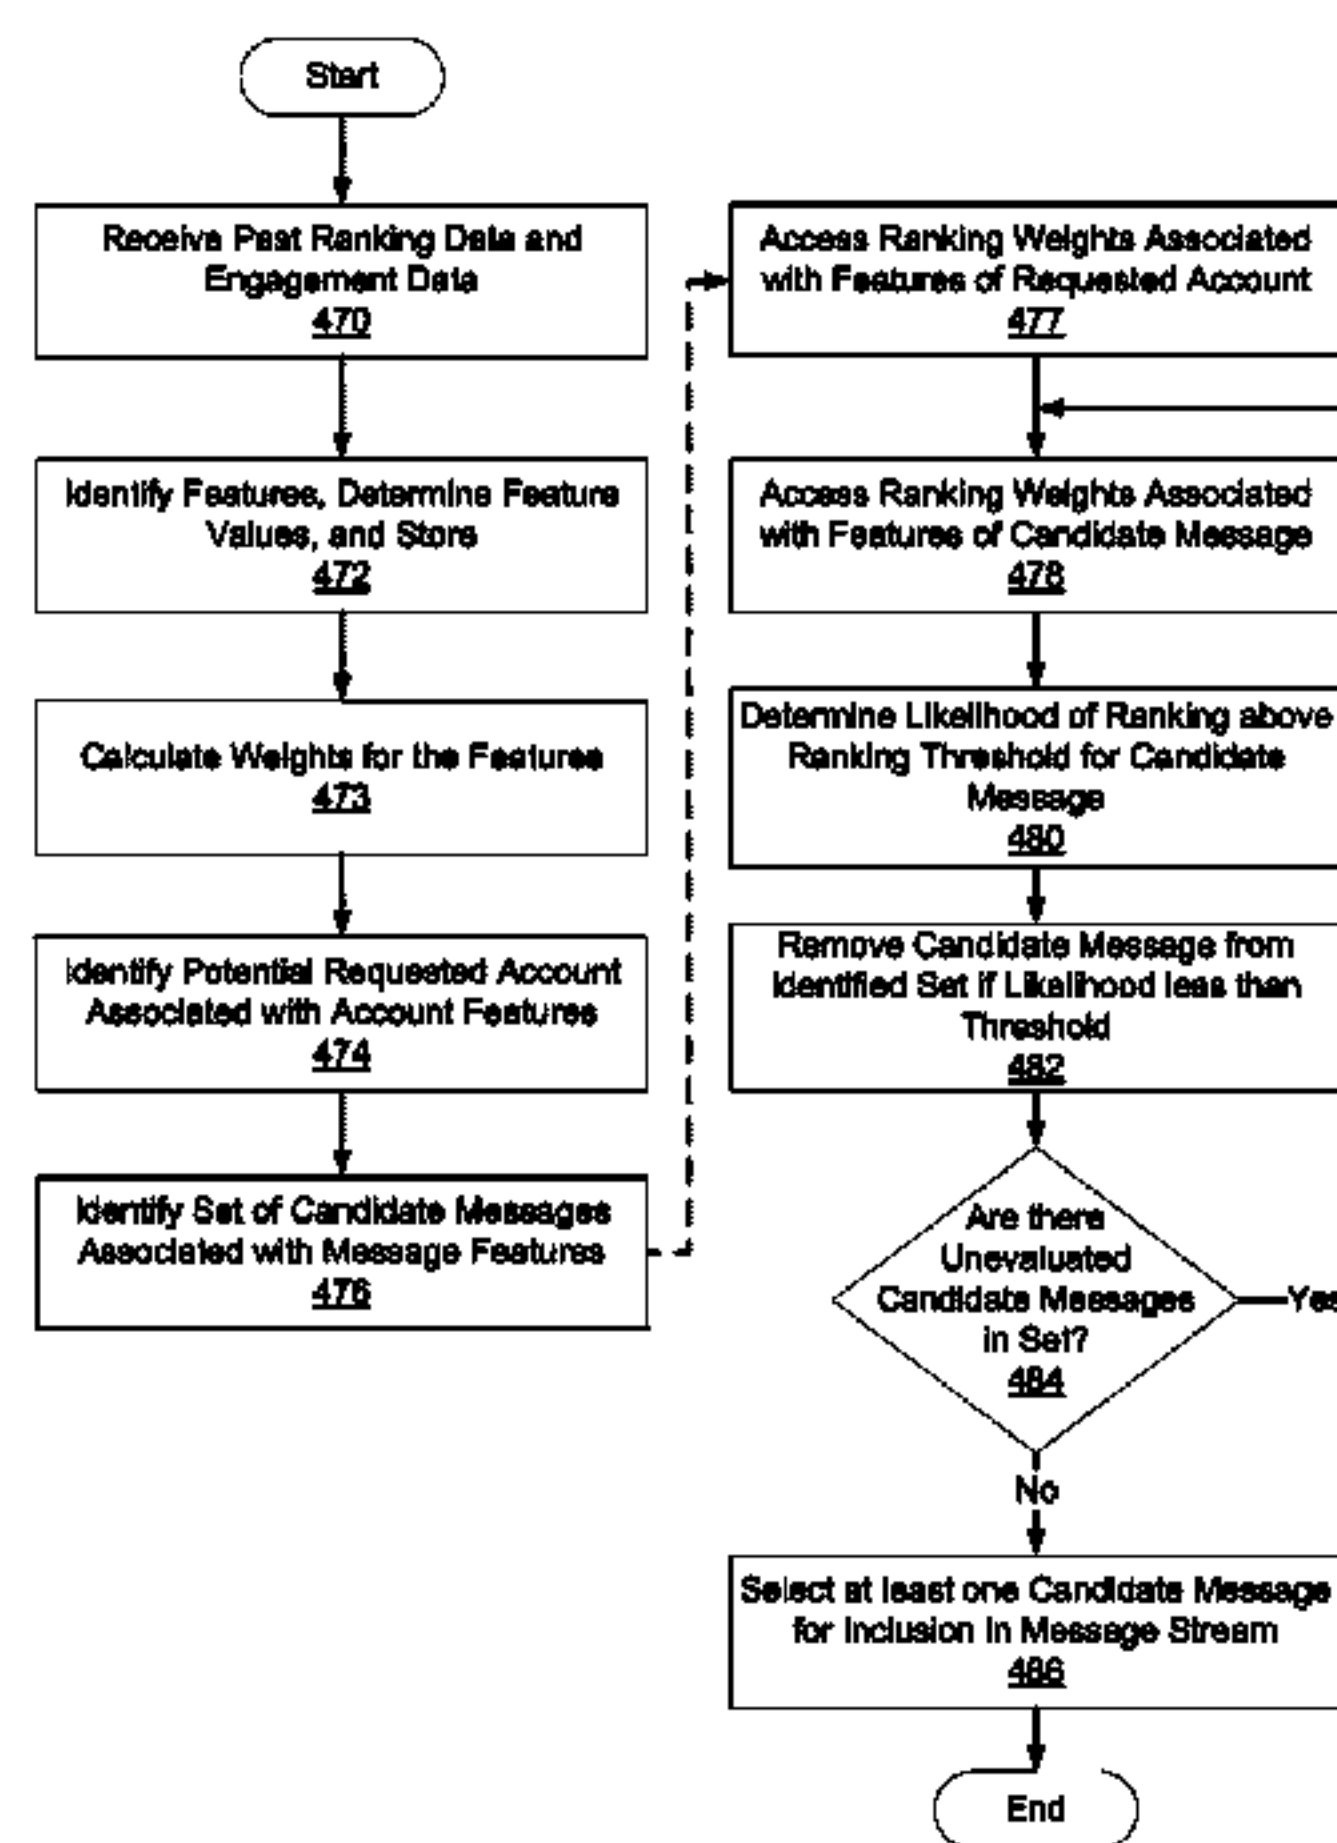 Start
Receive Past Ranking Data and
Engagement Data
470
Identify Features, Determine Feature
Values, and Store
472
Calculate Weights for the Features
473
Identify Potential Requested Account
Associated with Account Features
474
Identify Set of Candidate Messages
Associated with Message Features
476
Access Ranking Weights Associated
with Features of Requested Account
477
Access Ranking Weights Associated
with Features of Candidate Message
478
Determine Likelihood of Ranking above
Ranking Threshold for Candidate
Message
480
Remove Candidate Message from
Identified Set if Likelihood less than
Threshold
482
Are there
Unevaluated
Candidate Messages
in Set?
484
Yes
No
Select at least one Candidate Message
for Inclusion in Message Stream
486
End